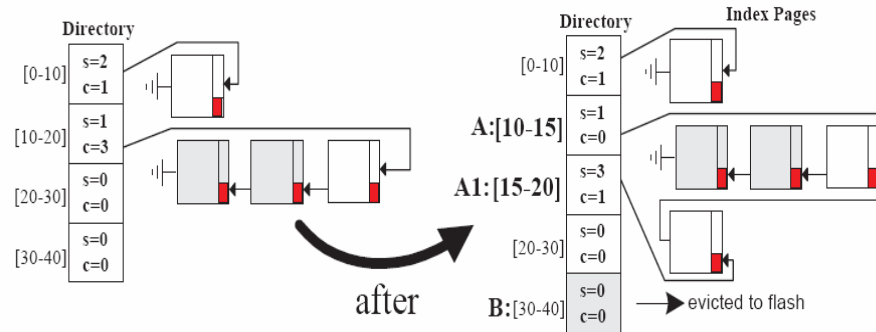 Directory
[0-10]
s=2
c=1
[10-20]
s=1
c=3
[20-30]
s=0
c=0
[30-40]
s=0
c=0
after
Directory
Index Pages
[0-10]
s=2
c=1
A:[10-15]
s=1
c=0
A1:[15-20]
s=3
c=1
[20-30]
s=0
c=0
B:[30-40]
s=0
c=0
evicted to flash